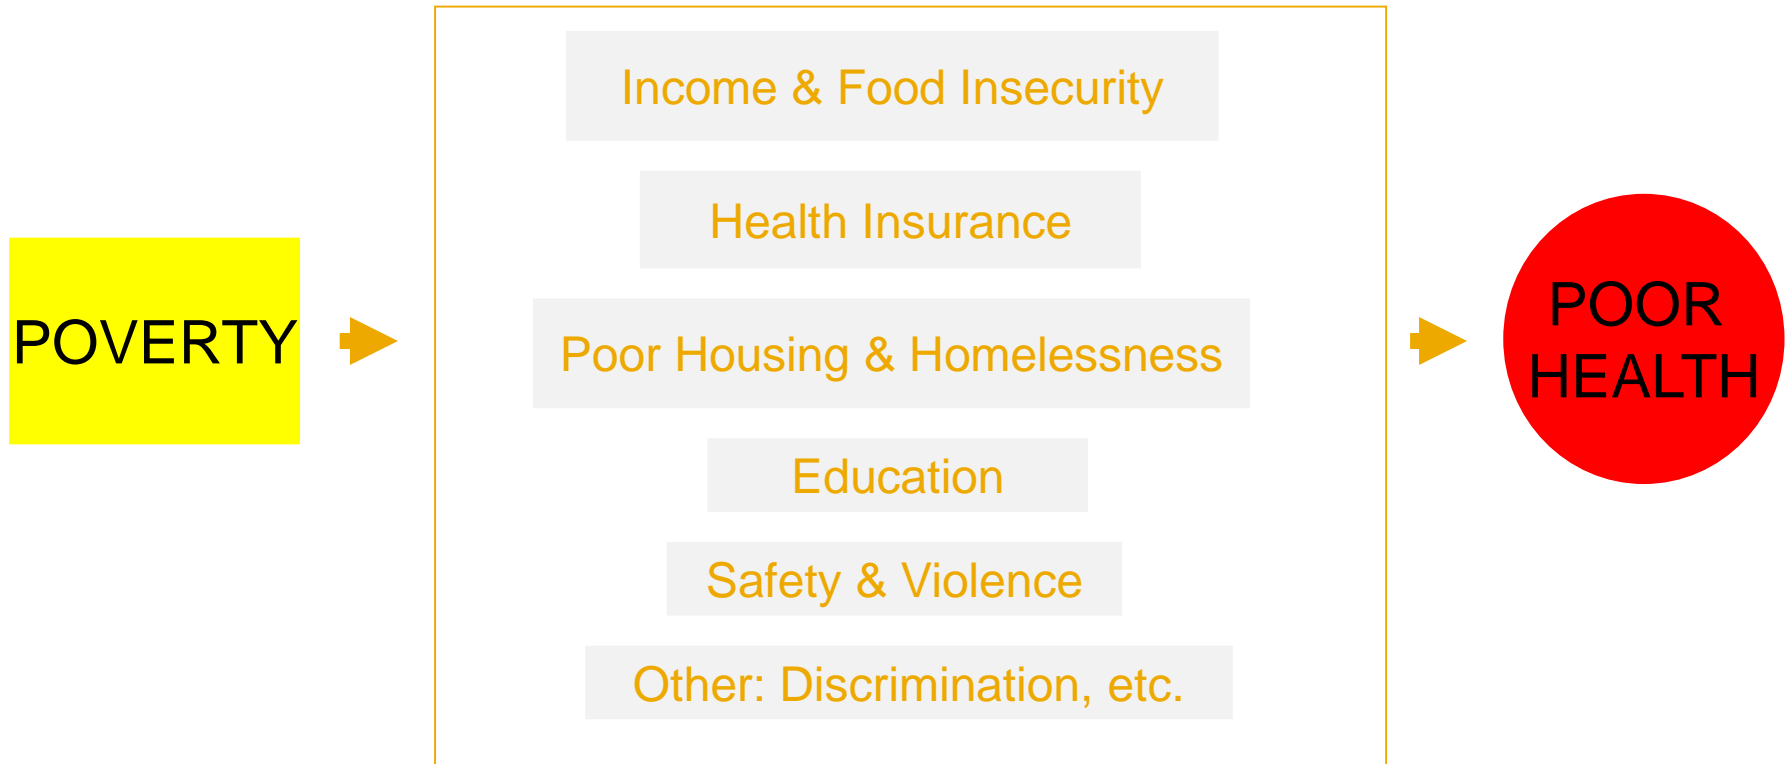 Income & Food Insecurity
Health Insurance
POVERTY
Poor Housing & Homelessness
POOR
HEALTH
Education
Safety & Violence
Other: Discrimination, etc.